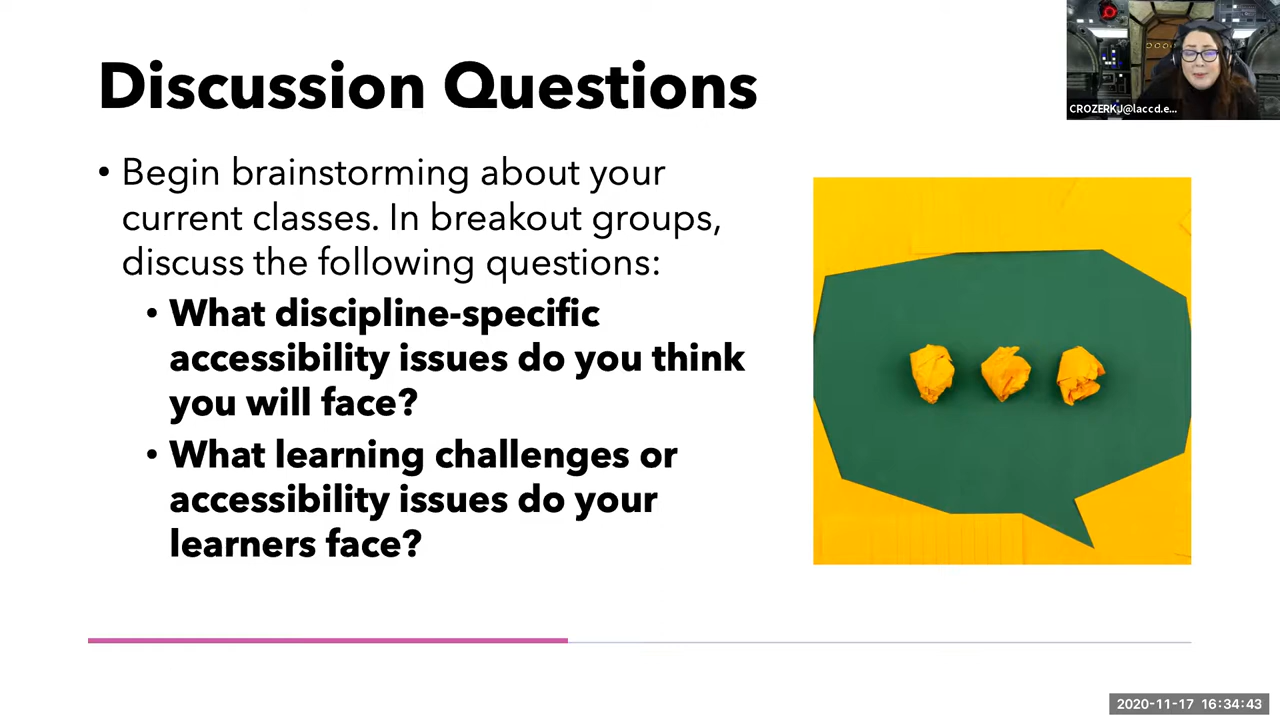 Discussion Questions
CROZERKJ@laccd.e...
• Begin brainstorming about your
current classes. In breakout groups,
discuss the following questions:
• What discipline-specific
accessibility issues do you think
you will face?
• What learning challenges or
accessibility issues do your
learners face?
2020-11-17 16:34:43